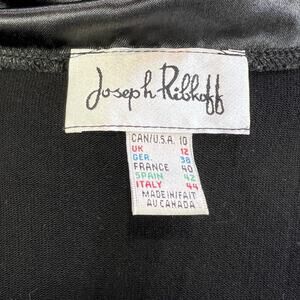 Joseph Ribkoff
CAN/U.S.A. 10
UK 12
GER. 38
FRANCE 40
SPAIN 42
ITALY 44
MADE IN/FAIT
AU CANADA